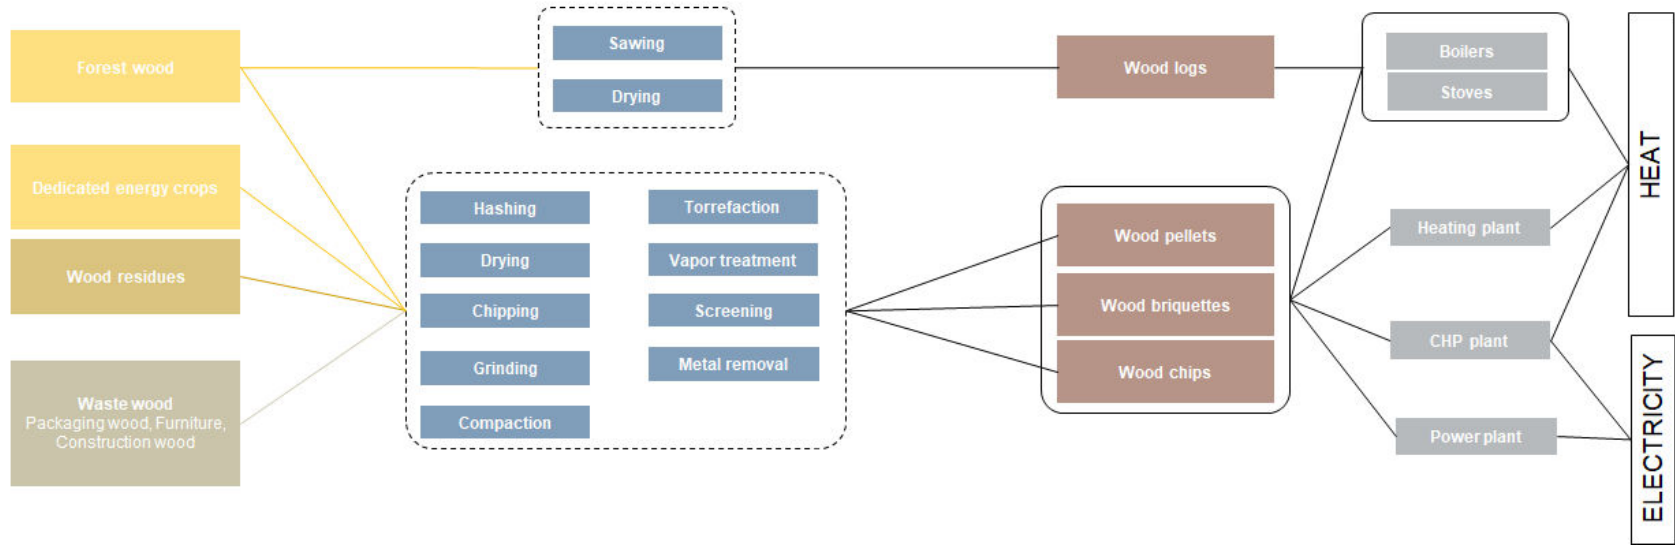 Forest wood
Dedicated energy crops
Wood residues
Waste wood
Packaging wood, Furniture,
Construction wood
Sawing
Drying
Hashing
Drying
Chipping
Grinding
Compaction
Torrefaction
Vapor treatment
Screening
Metal removal
Wood logs
Wood pellets
Wood briquettes
Wood chips
Boilers
Stoves
Heating plant
CHP plant
Power plant
HEAT
ELECTRICITY